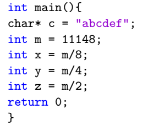 int main(){
char* c = "abcdef";
int m = 11148;
int x = m/8;
int y = m/4;
int z = m/2;
return 0;
}